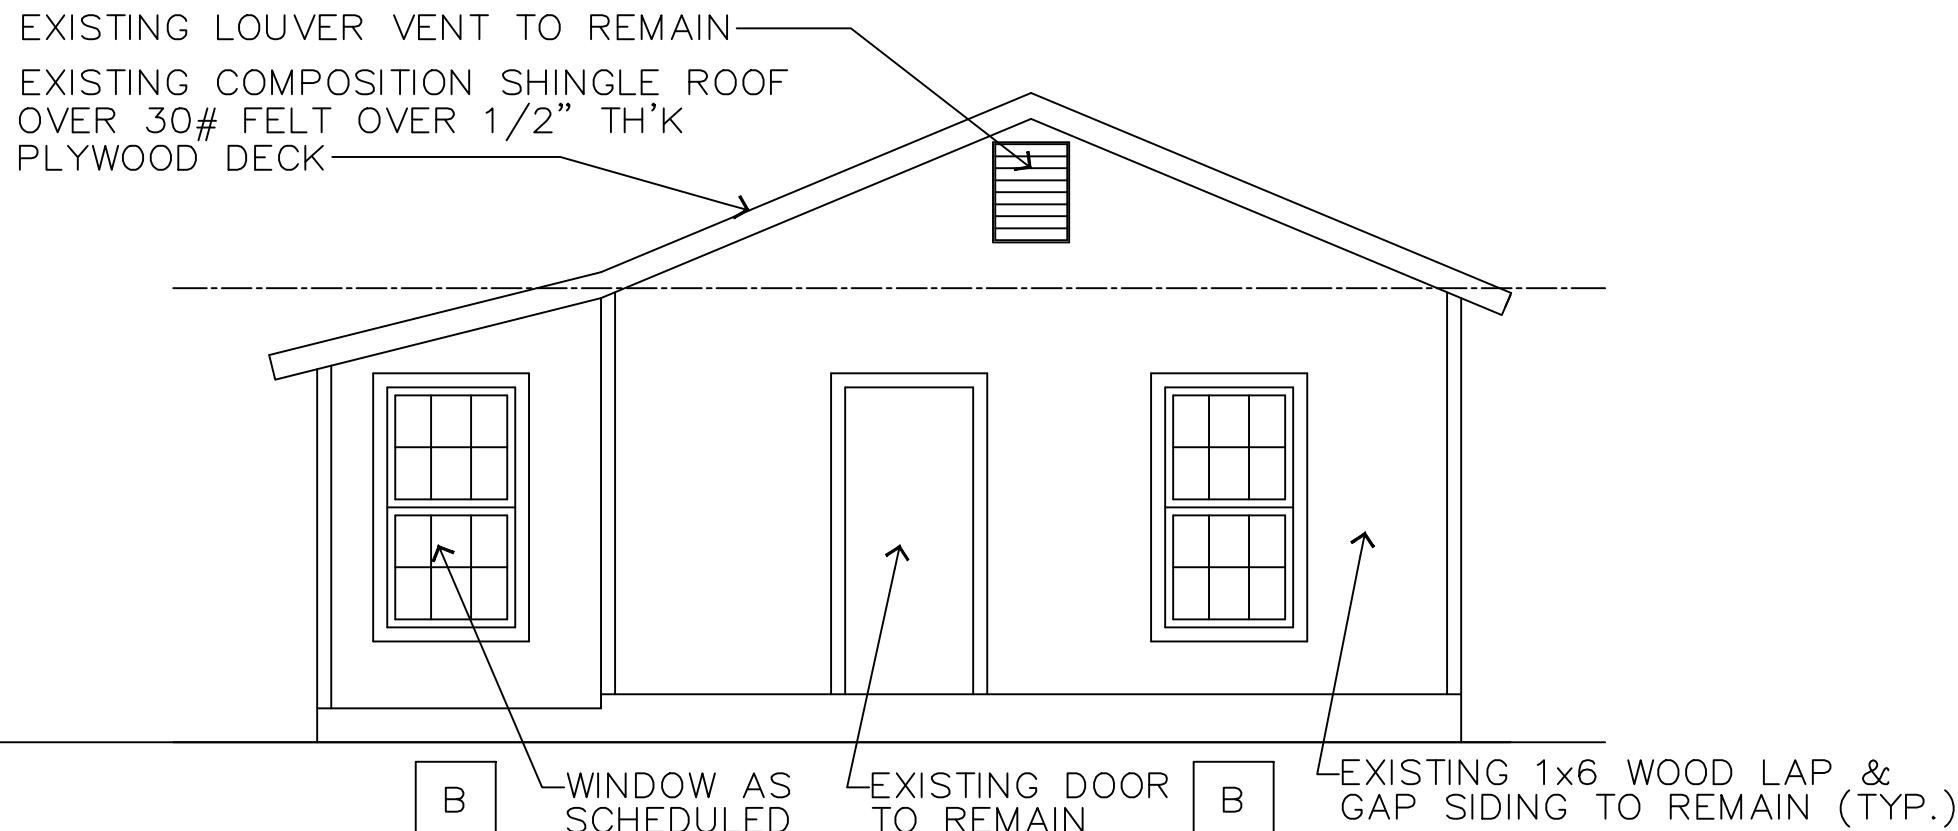 EXISTING LOUVER VENT TO REMAIN
EXISTING COMPOSITION SHINGLE ROOF
OVER 30# FELT OVER 1/2" TH'K
PLYWOOD DECK
B
WINDOW AS
SCHEDULED
EXISTING DOOR
TO REMAIN
B
EXISTING 1x6 WOOD LAP &
GAP SIDING TO REMAIN (TYP.)